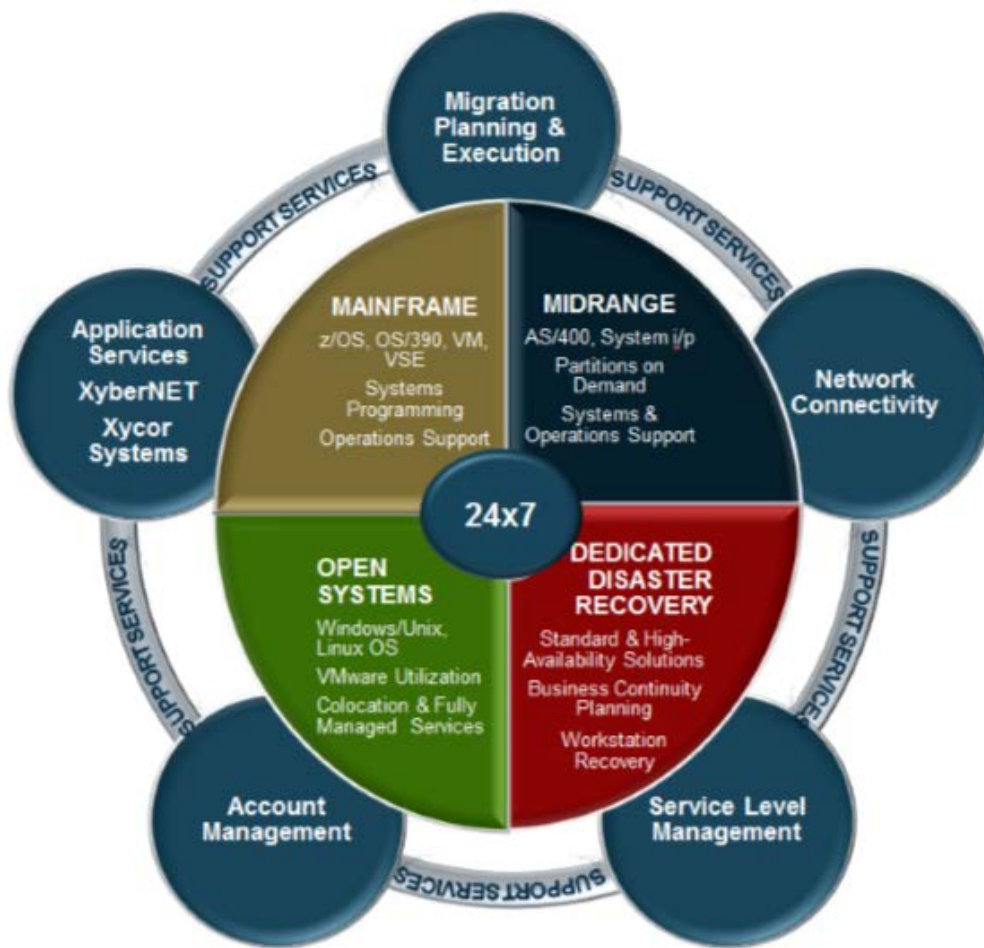 Migration
Planning &
Execution
SUPPORT SERVICES
SUPPORT SERVICES
Application
Services
XyberNET
Xycor
Systems
MAINFRAME
z/OS, OS/390, VM,
VSE
Systems
Programming
Operations Support
MIDRANGE
AS/400, System i/p
Partitions on
Demand
Systems &
Operations Support
Network
Connectivity
24x7
OPEN
SYSTEMS
Windows/Unix,
Linux OS
VMware Utilization
Colocation & Fully
Managed Services
DEDICATED
DISASTER
RECOVERY
Standard & High-
Availability Solutions
Business Continuity
Planning
Workstation
Recovery
SUPPORT SERVICES
SUPPORT SERVICES
Account
Management
Service Level
Management
SUPPORT SERVICES